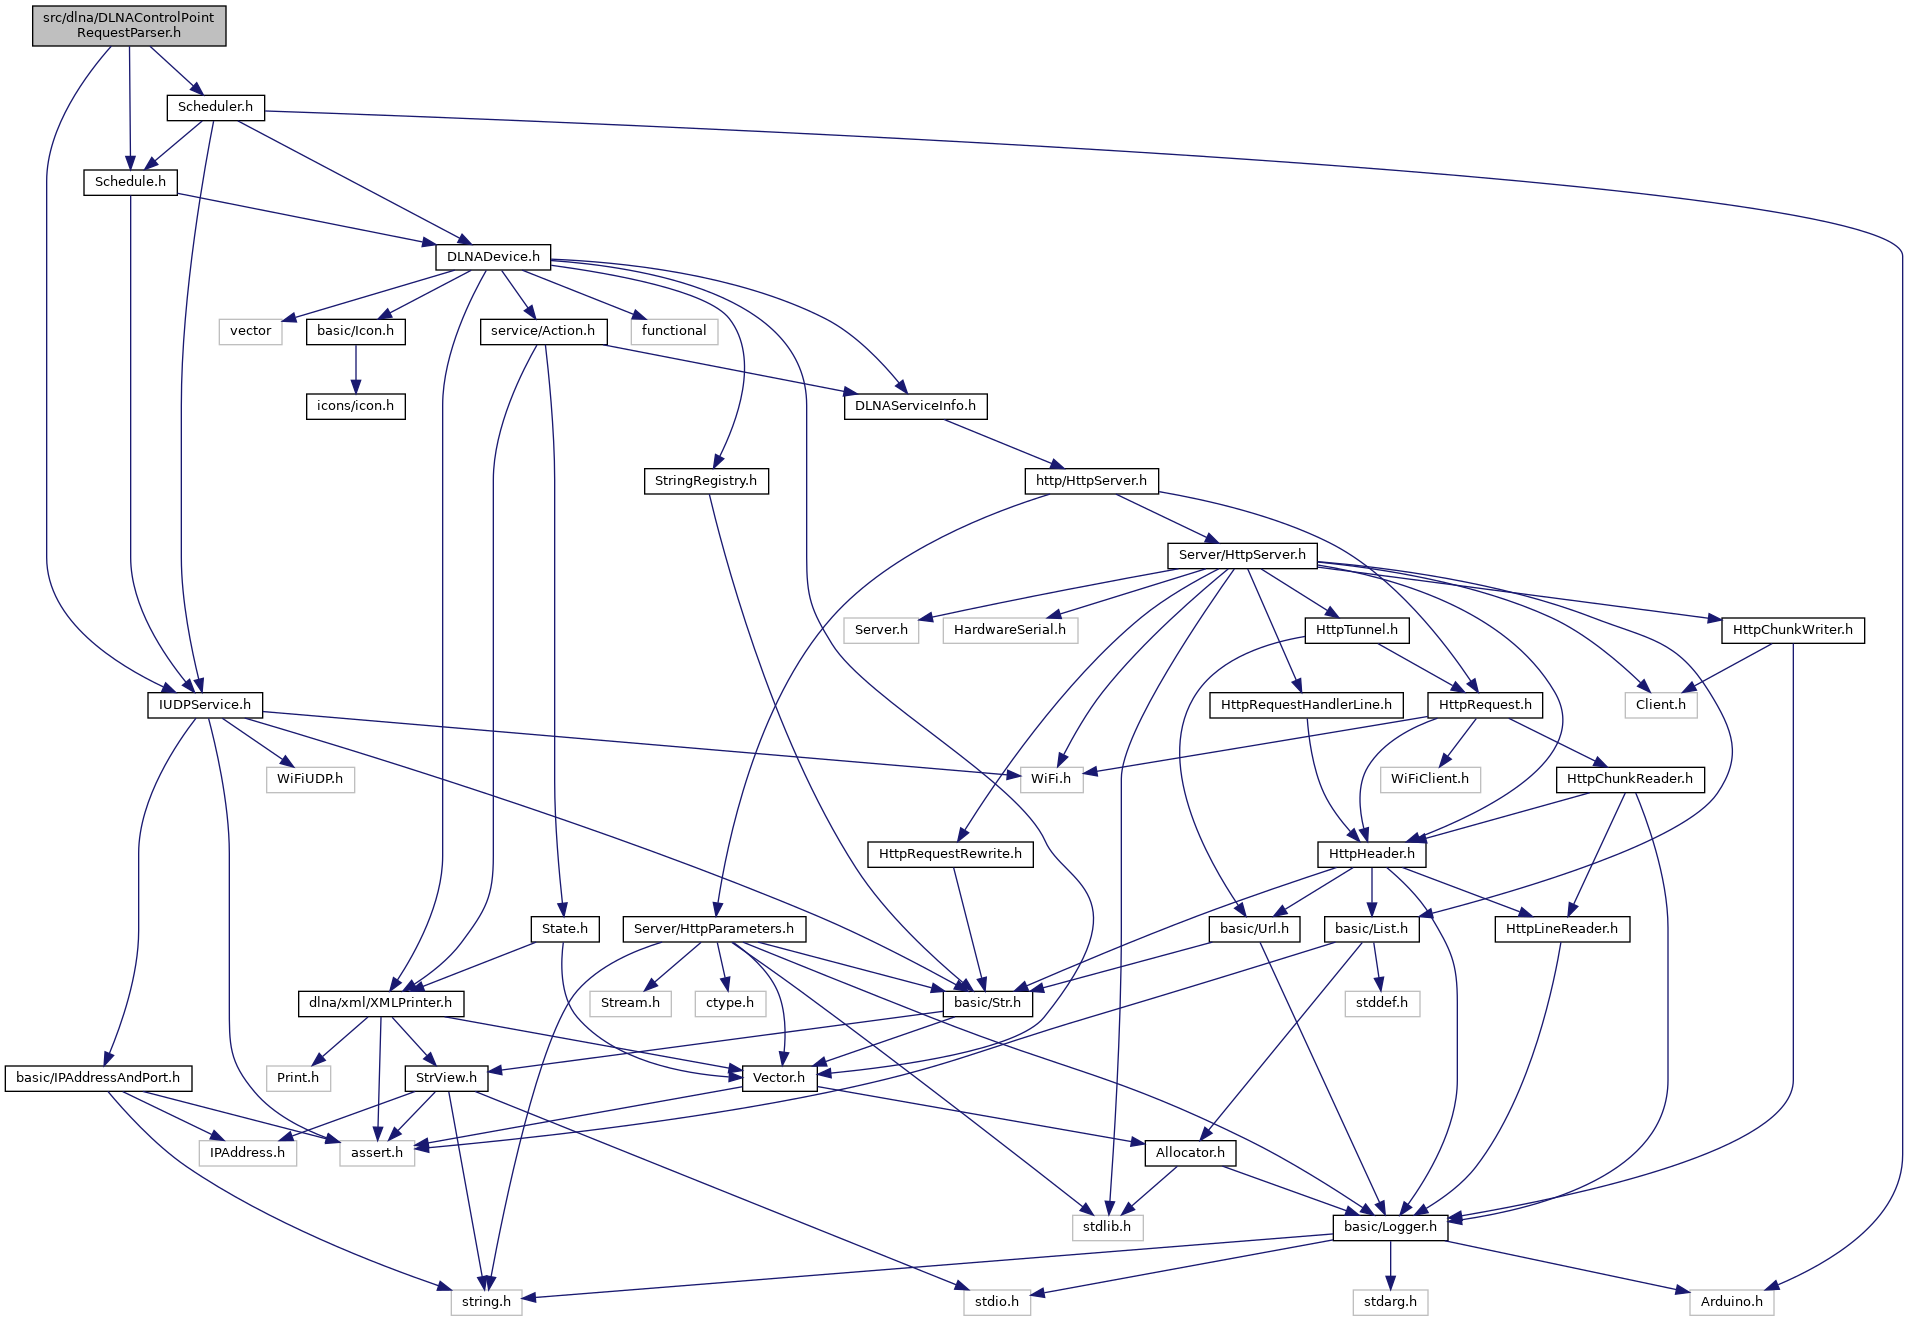 src/dlna/DLNAControlPoint
RequestParser.h
Scheduler.h
Schedule.h
DLNADevice.h
vector
basic/Icon.h
service/Action.h
functional
icons/icon.h
DLNAServiceInfo.h
StringRegistry.h
http/HttpServer.h
Server/HttpServer.h
Server.h
HardwareSerial.h
HttpTunnel.h
HttpChunkWriter.h
IUDPService.h
HttpRequestHandlerLine.h
HttpRequest.h
Client.h
WiFiUDP.h
WiFi.h
WiFiClient.h
HttpChunkReader.h
HttpRequestRewrite.h
HttpHeader.h
State.h
Server/HttpParameters.h
basic/Url.h
basic/List.h
HttpLineReader.h
dlna/xml/XMLPrinter.h
Stream.h
ctype.h
basic/Str.h
stddef.h
basic/IPAddressAndPort.h
Print.h
StrView.h
Vector.h
IPAddress.h
assert.h
Allocator.h
stdlib.h
basic/Logger.h
string.h
stdio.h
stdarg.h
Arduino.h